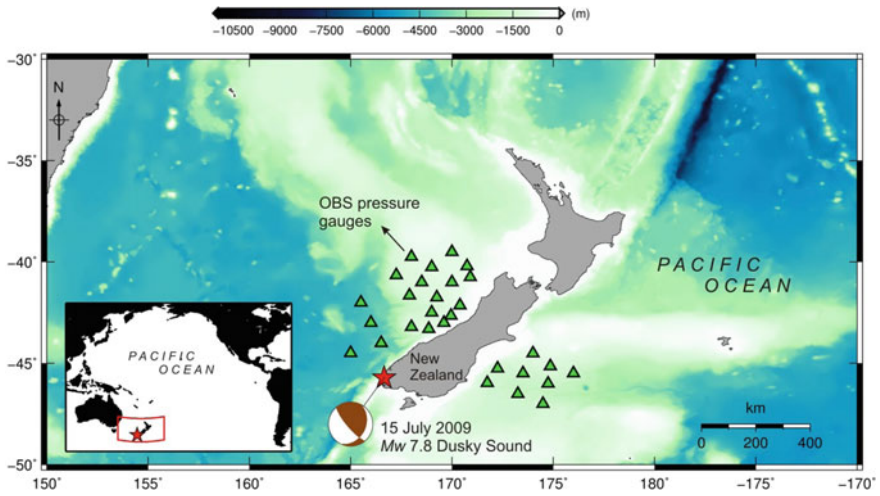 (m)
−10500 −9000 −7500 −6000 −4500 −3000 −1500 0
−30°
−35°
−40°
−45°
−50°
N
OBS pressure
gauges
PACIFIC
OCEAN
PACIFIC
OCEAN
New
Zealand
15 July 2009
Mw 7.8 Dusky Sound
km
0 200 400
150° 155° 160° 165° 170° 175° 180° −175° −170°